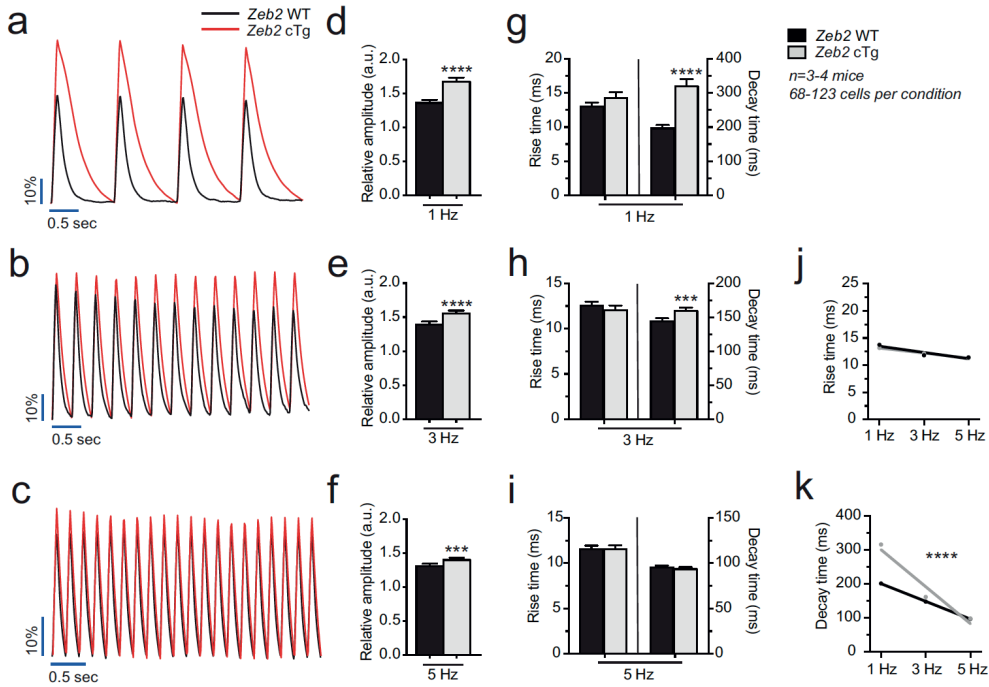 a
Zeb2 WT
Zeb2 cTg
10%
0.5 sec
d
Relative amplitude (a.u.)
2.0
1.5
1.0
0.5
0.0
****
1 Hz
g
Rise time (ms)
20
15
10
5
0
****
400
300
200
100
0
Decay time (ms)
1 Hz
Zeb2 WT
Zeb2 cTg
n=3-4 mice
68-123 cells per condition
b
10%
0.5 sec
e
Relative amplitude (a.u.)
2.0
1.5
1.0
0.5
0.0
****
3 Hz
h
Rise time (ms)
15
10
5
0
***
200
150
100
50
0
Decay time (ms)
3 Hz
j
Rise time (ms)
25
20
15
10
5
0
1 Hz 3 Hz 5 Hz
c
10%
0.5 sec
f
Relative amplitude (a.u.)
2.0
1.5
1.0
0.5
0.0
***
5 Hz
i
Rise time (ms)
15
10
5
0
150
100
50
0
Decay time (ms)
5 Hz
k
Decay time (ms)
400
300
200
100
0
****
1 Hz 3 Hz 5 Hz